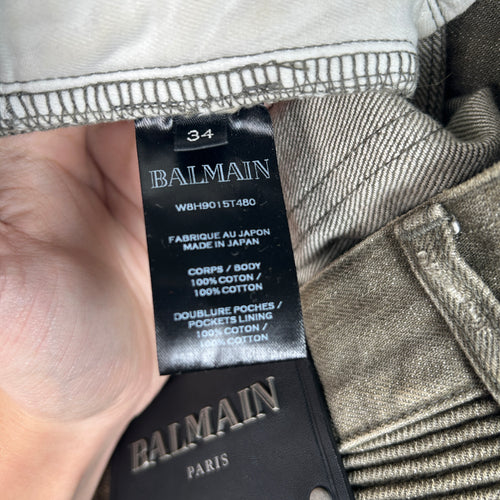 34
BALMAIN
W8H9015T480
FABRIQUE AU JAPON
MADE IN JAPAN
CORPS / BODY
100% COTON /
100% COTTON
DOUBLURE POCHES /
POCKETS LINING
100% COTON /
100% COTTON
BALMAIN
PARIS